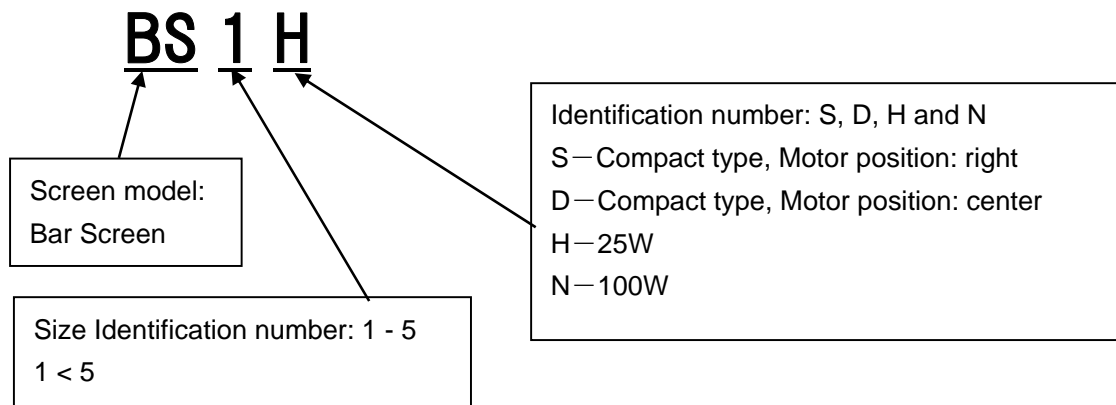 BS 1 H
Identification number: S, D, H and N
S－Compact type, Motor position: right
D－Compact type, Motor position: center
H－25W
N－100W
Screen model:
Bar Screen
Size Identification number: 1 - 5
1 < 5